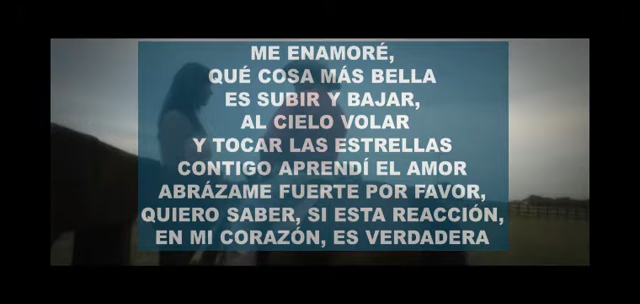 ME ENAMORÉ,
QUÉ COSA MÁS BELLA
ES SUBIR Y BAJAR,
AL CIELO VOLAR
Y TOCAR LAS ESTRELLAS
CONTIGO APRENDÍ EL AMOR
ABRÁZAME FUERTE POR FAVOR,
QUIERO SABER, SI ESTA REACCIÓN,
EN MI CORAZÓN, ES VERDADERA